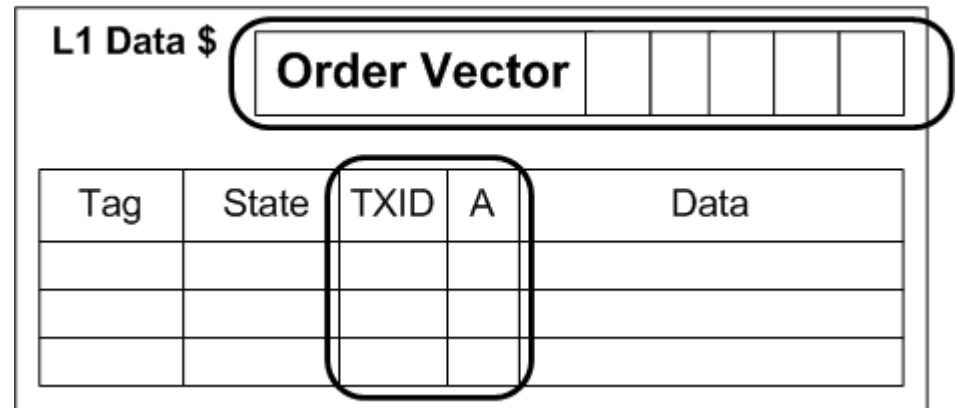 L1 Data $
Order Vector
Tag State TXID A Data